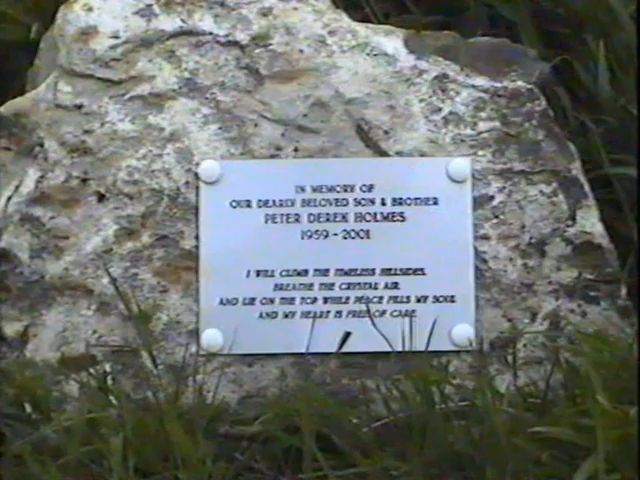 IN MEMORY OF
OUR DEARLY BELOVED SON & BROTHER
PETER DEREK HOLMES
1959 - 2001
I WILL CLIMB THE TIMELESS HILLSIDES,
BREATHE THE CRYSTAL AIR,
AND LIE ON THE TOP WHILE PEACE FILLS MY SOUL
AND MY HEART IS FREE OF CARE.